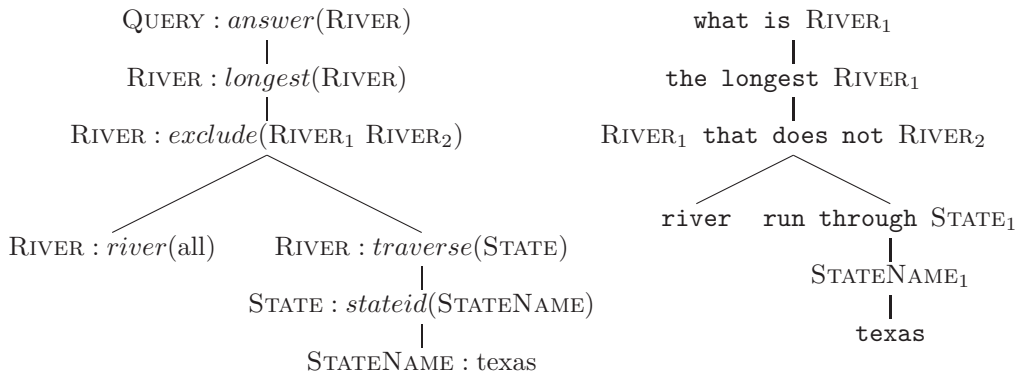 QUERY : answer(RIVER)
RIVER : longest(RIVER)
RIVER : exclude(RIVER₁ RIVER₂)
RIVER : river(all)
RIVER : traverse(STATE)
STATE : stateid(STATENAME)
STATENAME : texas
what is RIVER₁
the longest RIVER₁
RIVER₁ that does not RIVER₂
river
run through STATE₁
STATENAME₁
texas